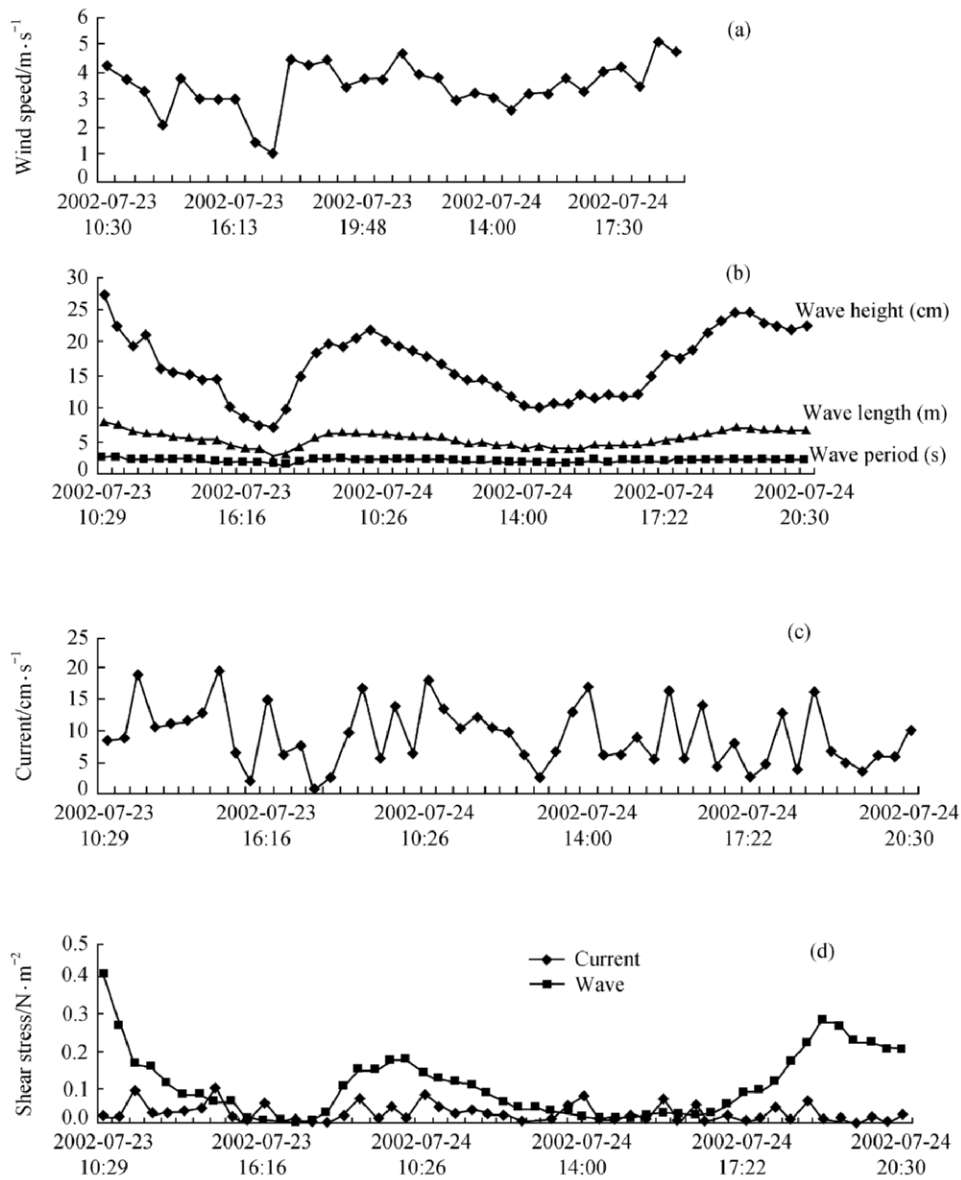 (a)
Wind speed/m·s⁻¹
6
5
4
3
2
1
0
2002-07-23 2002-07-23 2002-07-23 2002-07-24 2002-07-24
10:30 16:13 19:48 14:00 17:30
(b)
30
25
20
15
10
5
0
Wave height (cm)
Wave length (m)
Wave period (s)
2002-07-23 2002-07-23 2002-07-24 2002-07-24 2002-07-24 2002-07-24
10:29 16:16 10:26 14:00 17:22 20:30
(c)
Current/cm·s⁻¹
25
20
15
10
5
0
2002-07-23 2002-07-23 2002-07-24 2002-07-24 2002-07-24 2002-07-24
10:29 16:16 10:26 14:00 17:22 20:30
(d)
Shear stress/N·m⁻²
0.5
0.4
0.3
0.2
0.1
0.0
Current
Wave
2002-07-23 2002-07-23 2002-07-24 2002-07-24 2002-07-24 2002-07-24
10:29 16:16 10:26 14:00 17:22 20:30